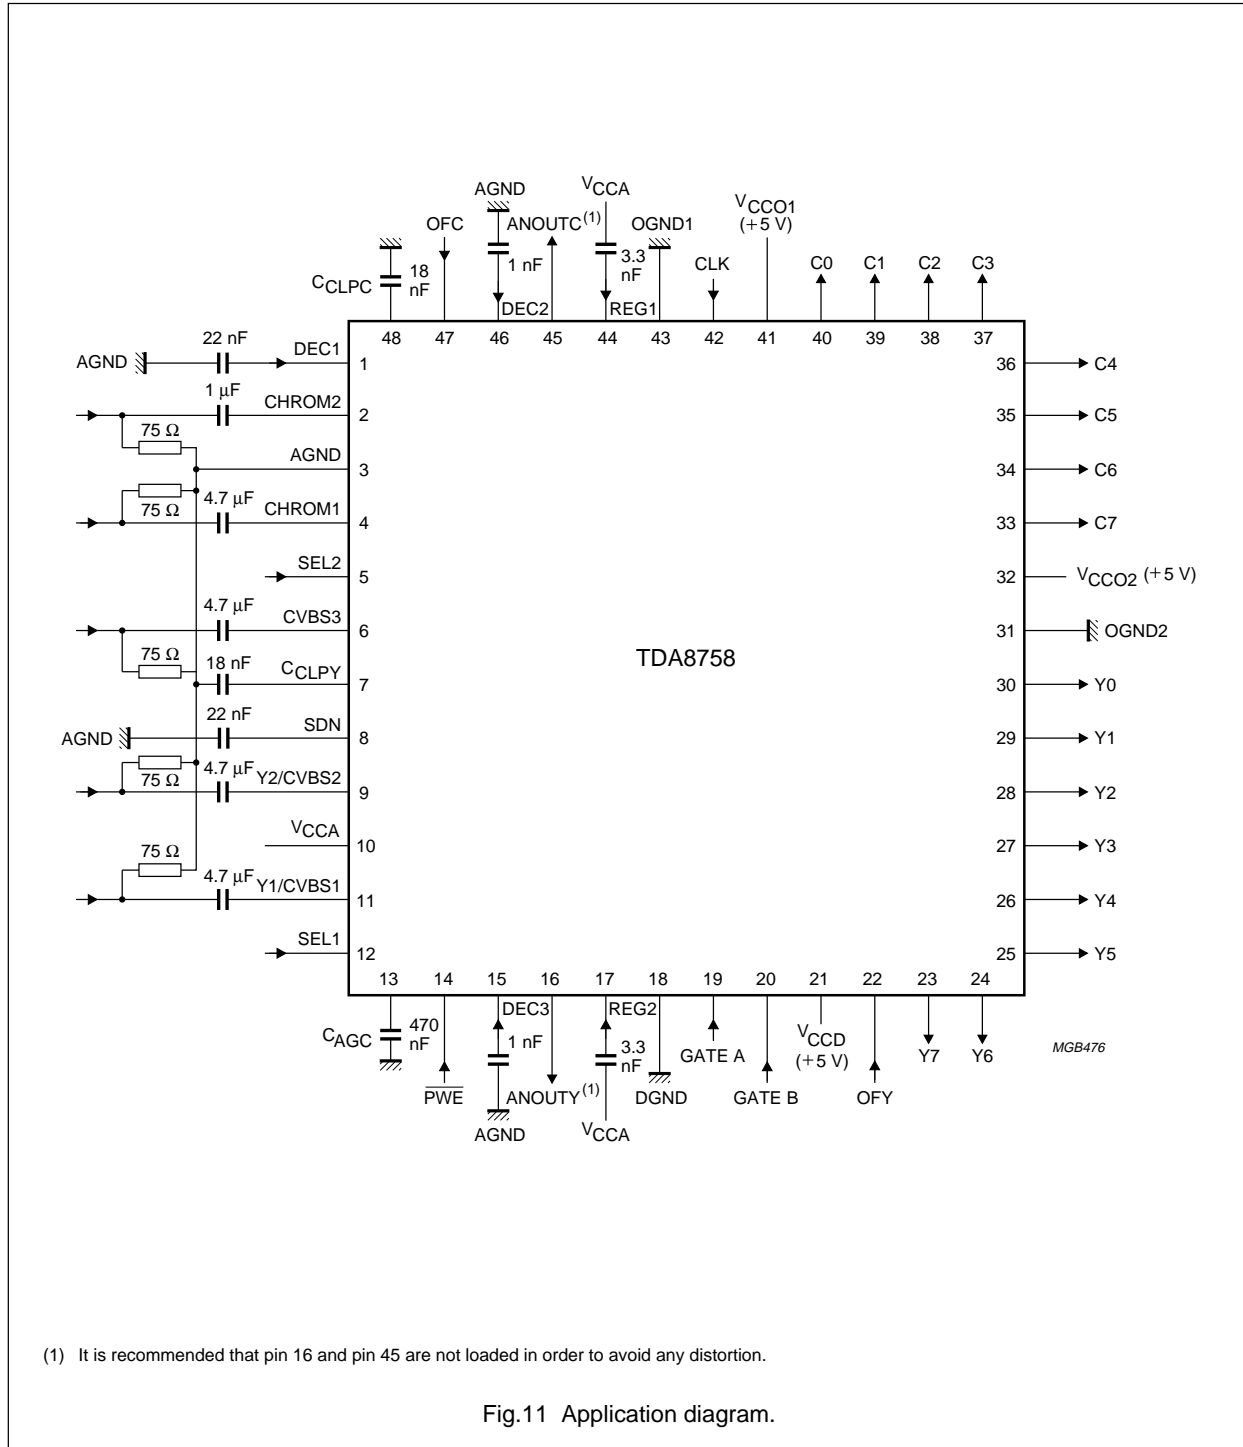 AGND
VCCA
VCCO1
(+5 V)
OFC
ANOUTC(1)
OGND1
CLK
C0
C1
C2
C3
CCLPC
18
nF
1 nF
3.3
nF
DEC2
REG1
48
47
46
45
44
43
42
41
40
39
38
37
AGND
22 nF
DEC1
1
36
C4
1 μF
CHROM2
2
35
C5
75 Ω
AGND
3
34
C6
75 Ω
4.7 μF
CHROM1
4
33
C7
SEL2
5
32
VCCO2 (+5 V)
4.7 μF
CVBS3
6
31
OGND2
75 Ω
18 nF
CCLPY
7
TDA8758
30
Y0
AGND
22 nF
SDN
8
29
Y1
75 Ω
4.7 μF
Y2/CVBS2
9
28
Y2
VCCA
10
27
Y3
75 Ω
4.7 μF
Y1/CVBS1
11
26
Y4
SEL1
12
25
Y5
13
14
15
16
17
18
19
20
21
22
23
24
DEC3
REG2
CAGC
470
nF
1 nF
3.3
nF
PWE
AGND
ANOUTY(1)
VCCA
DGND
GATE A
GATE B
VCCD
(+5 V)
OFY
Y7
Y6
MGB476
(1) It is recommended that pin 16 and pin 45 are not loaded in order to avoid any distortion.
Fig.11 Application diagram.